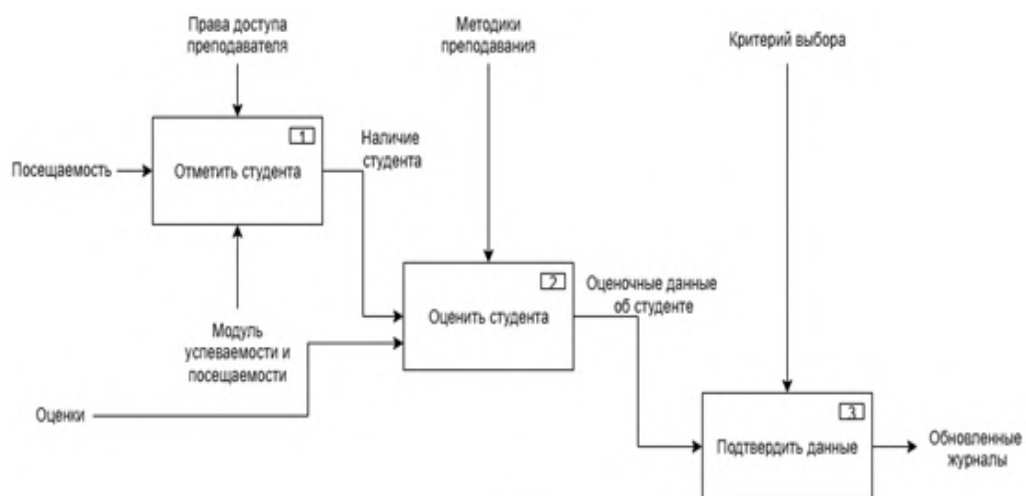 Права доступа
преподавателя
Методики
преподавания
Критерий выбора
1
Отметить студента
Наличие
студента
Посещаемость
2
Оценить студента
Оценочные данные
об студенте
Модуль
успеваемости и
посещаемости
Оценки
3
Подтвердить данные
Обновленные
журналы